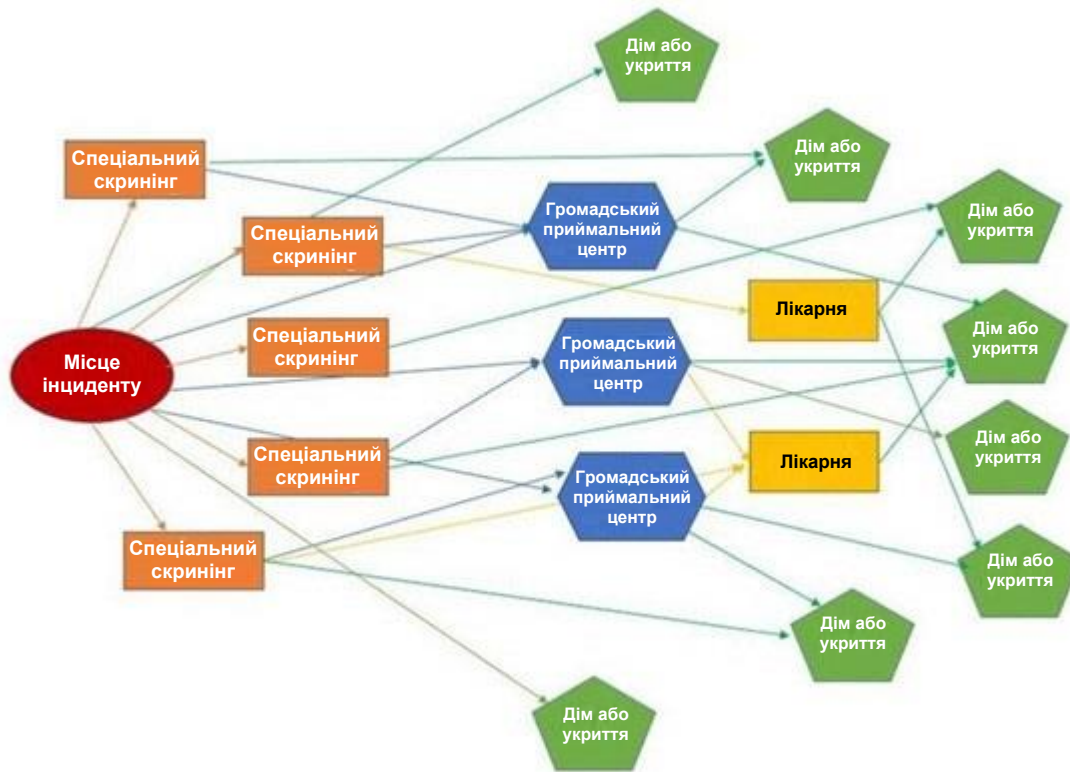 Дім або
укриття
Спеціальний
скринінг
Дім або
укриття
Громадський
приймальний
центр
Дім або
укриття
Спеціальний
скринінг
Лікарня
Дім або
укриття
Місце
інциденту
Спеціальний
скринінг
Громадський
приймальний
центр
Дім або
укриття
Спеціальний
скринінг
Лікарня
Громадський
приймальний
центр
Спеціальний
скринінг
Дім або
укриття
Дім або
укриття
Дім або
укриття